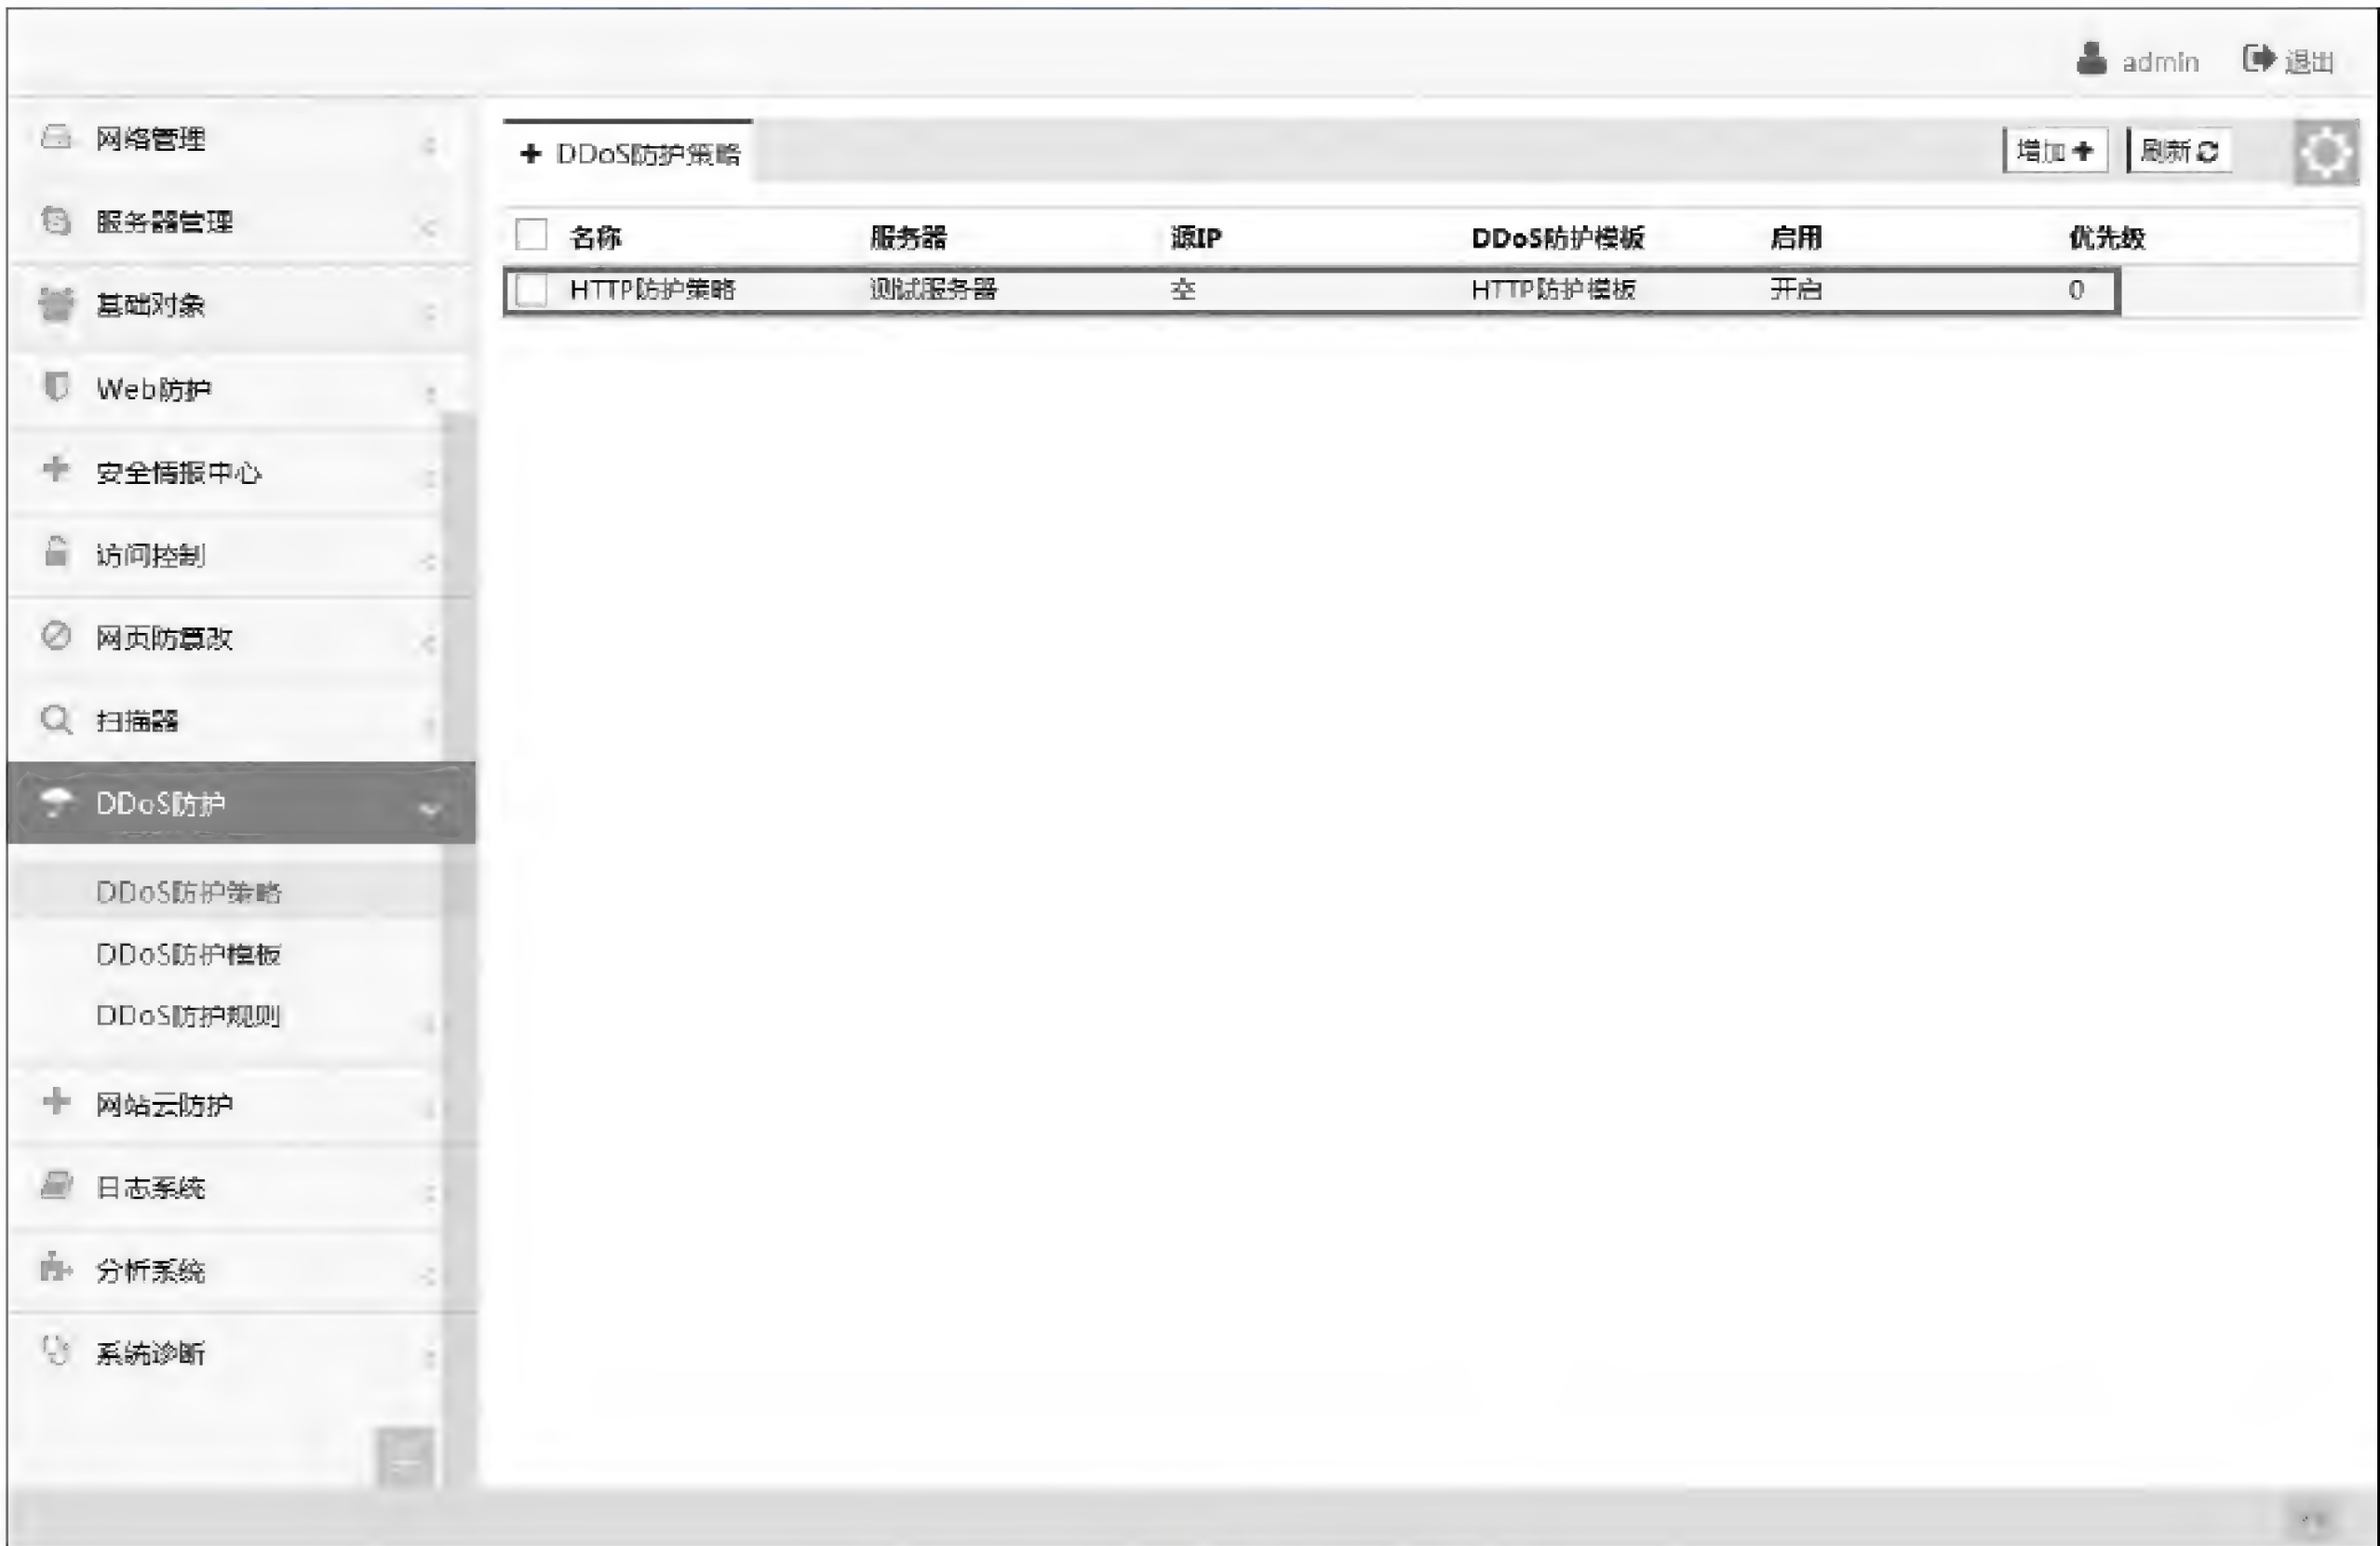 admin 退出
网络管理
服务器管理
基础对象
Web防护
安全情报中心
访问控制
网页防篡改
扫描器
DDoS防护
DDoS防护策略
DDoS防护模板
DDoS防护规则
网站云防护
日志系统
分析系统
系统诊断
DDoS防护策略 增加 刷新
名称 服务器 源IP DDoS防护模板 启用 优先级
HTTP防护策略 测试服务器 空 HTTP防护模板 开启 0